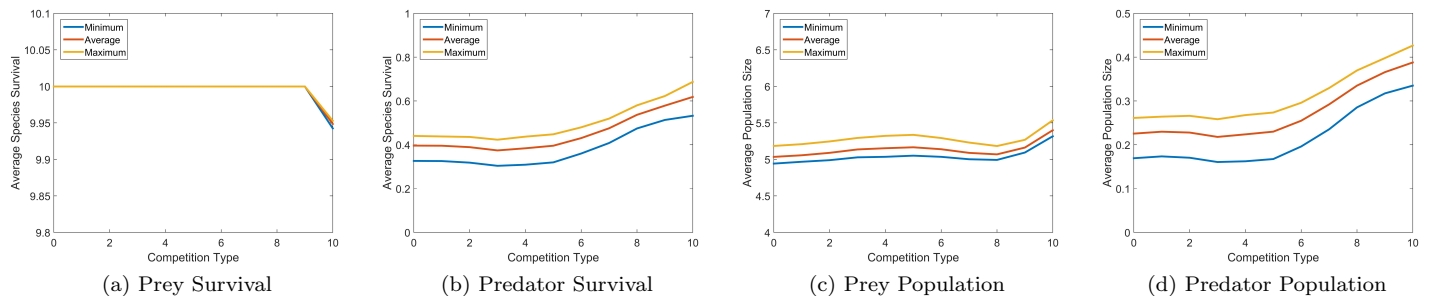 10.1
10.05
10
9.95
9.9
9.85
9.8
Average Species Survival
Minimum
Average
Maximum
0 2 4 6 8 10
Competition Type
(a) Prey Survival
1
0.8
0.6
0.4
0.2
0
Average Species Survival
Minimum
Average
Maximum
0 2 4 6 8 10
Competition Type
(b) Predator Survival
7
6.5
6
5.5
5
4.5
4
Average Population Size
Minimum
Average
Maximum
0 2 4 6 8 10
Competition Type
(c) Prey Population
0.5
0.4
0.3
0.2
0.1
0
Average Population Size
Minimum
Average
Maximum
0 2 4 6 8 10
Competition Type
(d) Predator Population